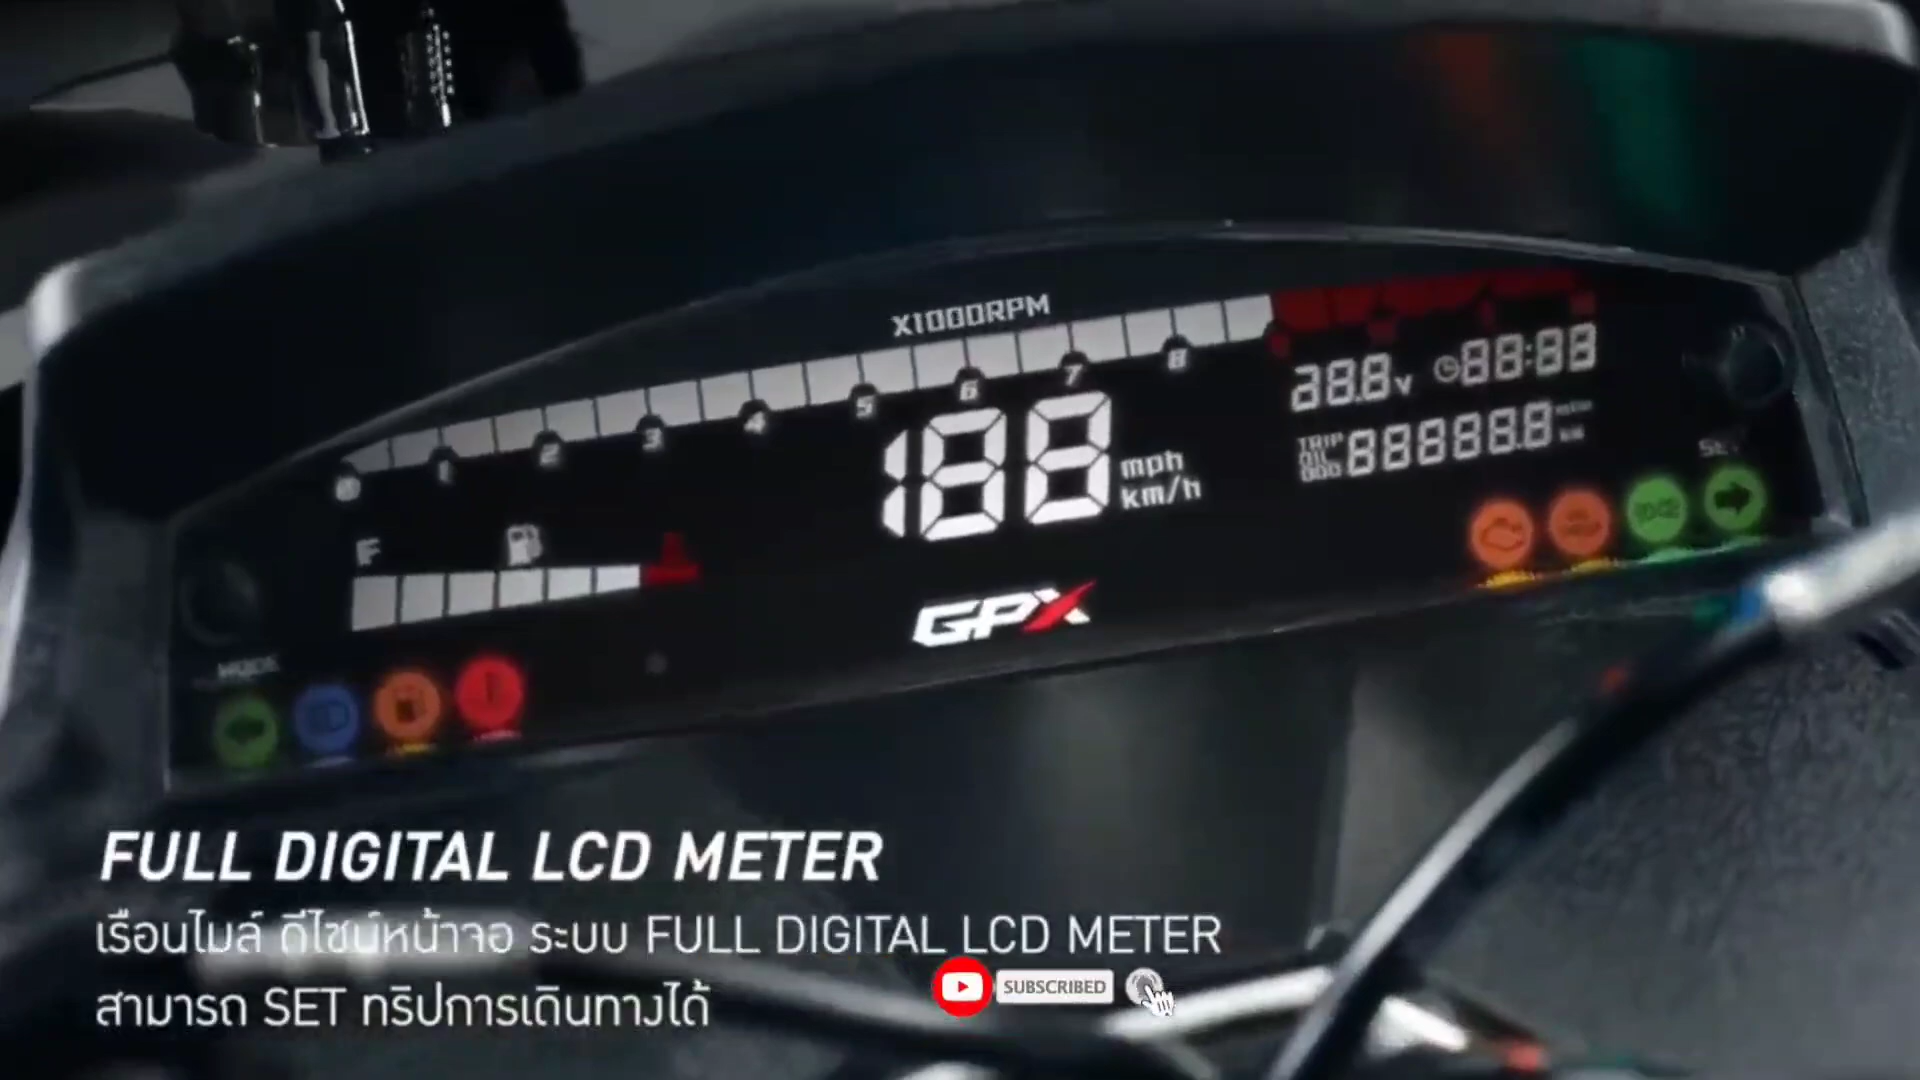 X1000RPM
0 1 2 3 4 5 6 7 8
28.8v 88:88
188 mph
km/h
TRIP
OIL
ODO
88888.8
km
SET
F
GPX
MODE
FULL DIGITAL LCD METER
เรือนไมล์ ดีไซน์หน้าจอ ระบบ FULL DIGITAL LCD METER
สามารถ SET ทริปการเดินทางได้
SUBSCRIBED